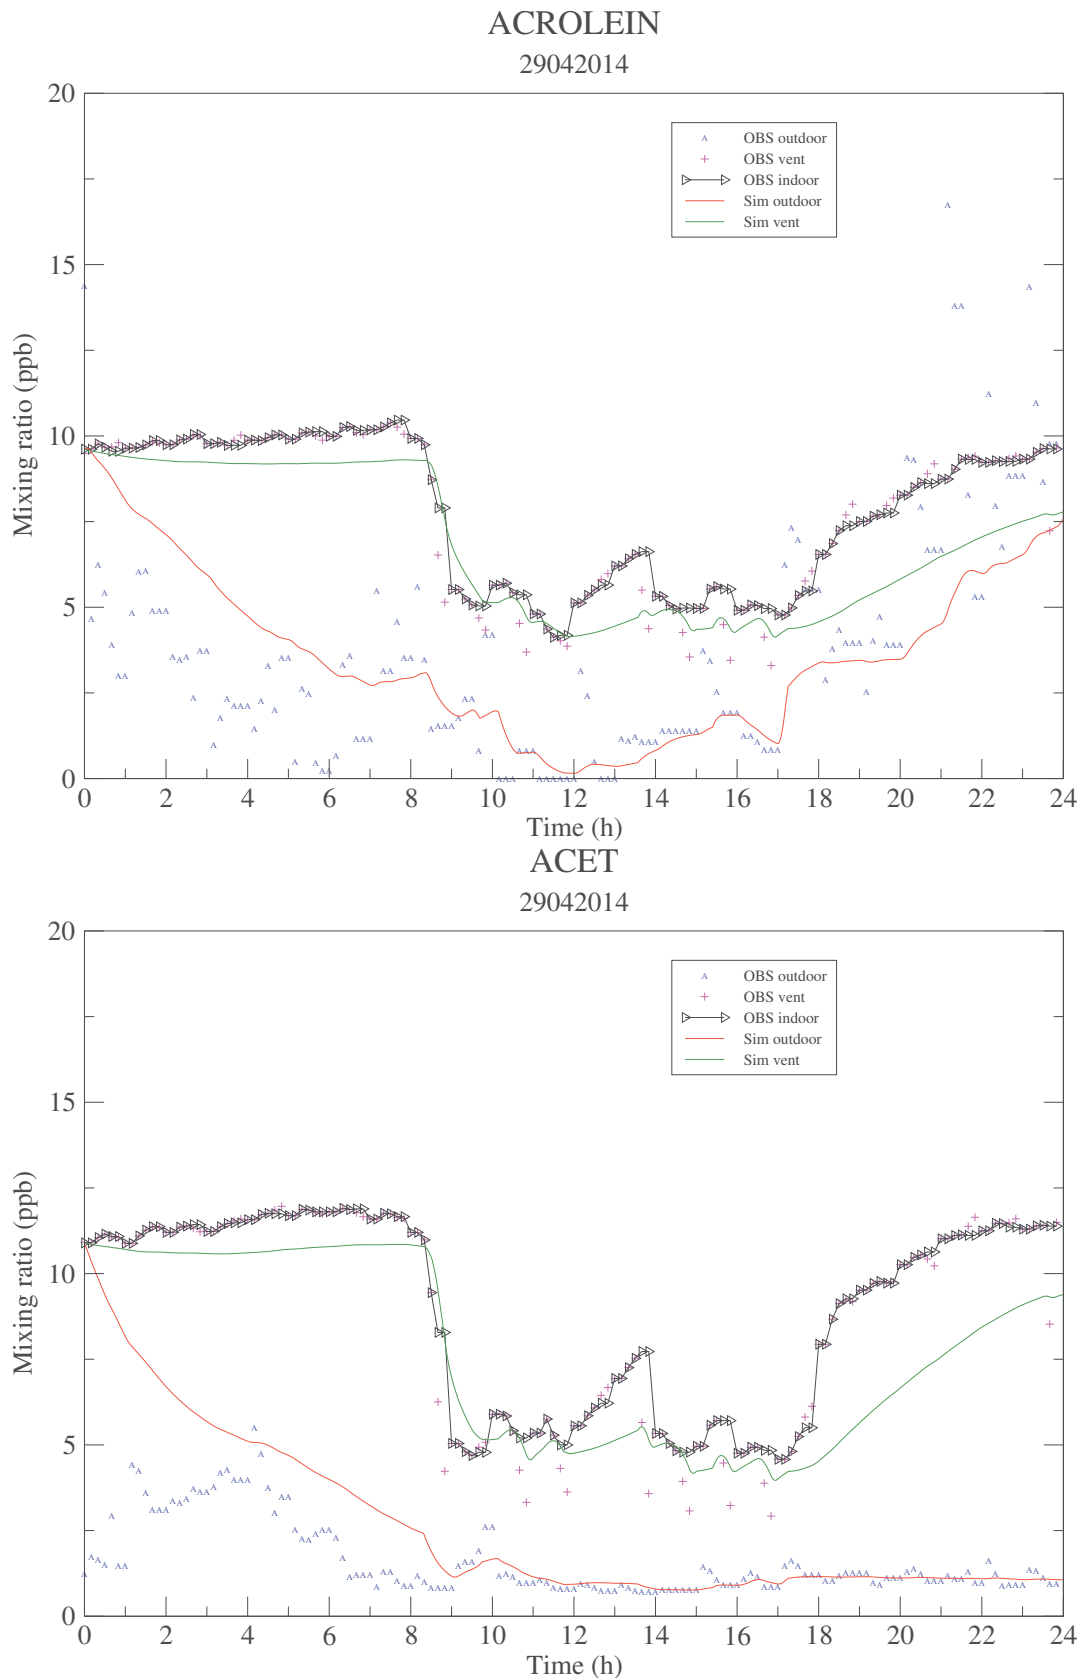 ACROLEIN
29042014
20
OBS outdoor
OBS vent
OBS indoor
Sim outdoor
Sim vent
15
Mixing ratio (ppb)
10
5
0
0 2 4 6 8 10 12 14 16 18 20 22 24
Time (h)
ACET
29042014
20
OBS outdoor
OBS vent
OBS indoor
Sim outdoor
Sim vent
15
Mixing ratio (ppb)
10
5
0
0 2 4 6 8 10 12 14 16 18 20 22 24
Time (h)